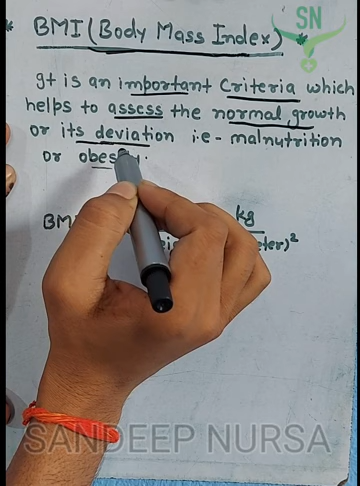 SN
* BMI (Body Mass Index) *
It is an important Criteria which
helps to assess the normal growth
or its deviation i.e - malnutrition
or
kg
SANDEEP NURSA